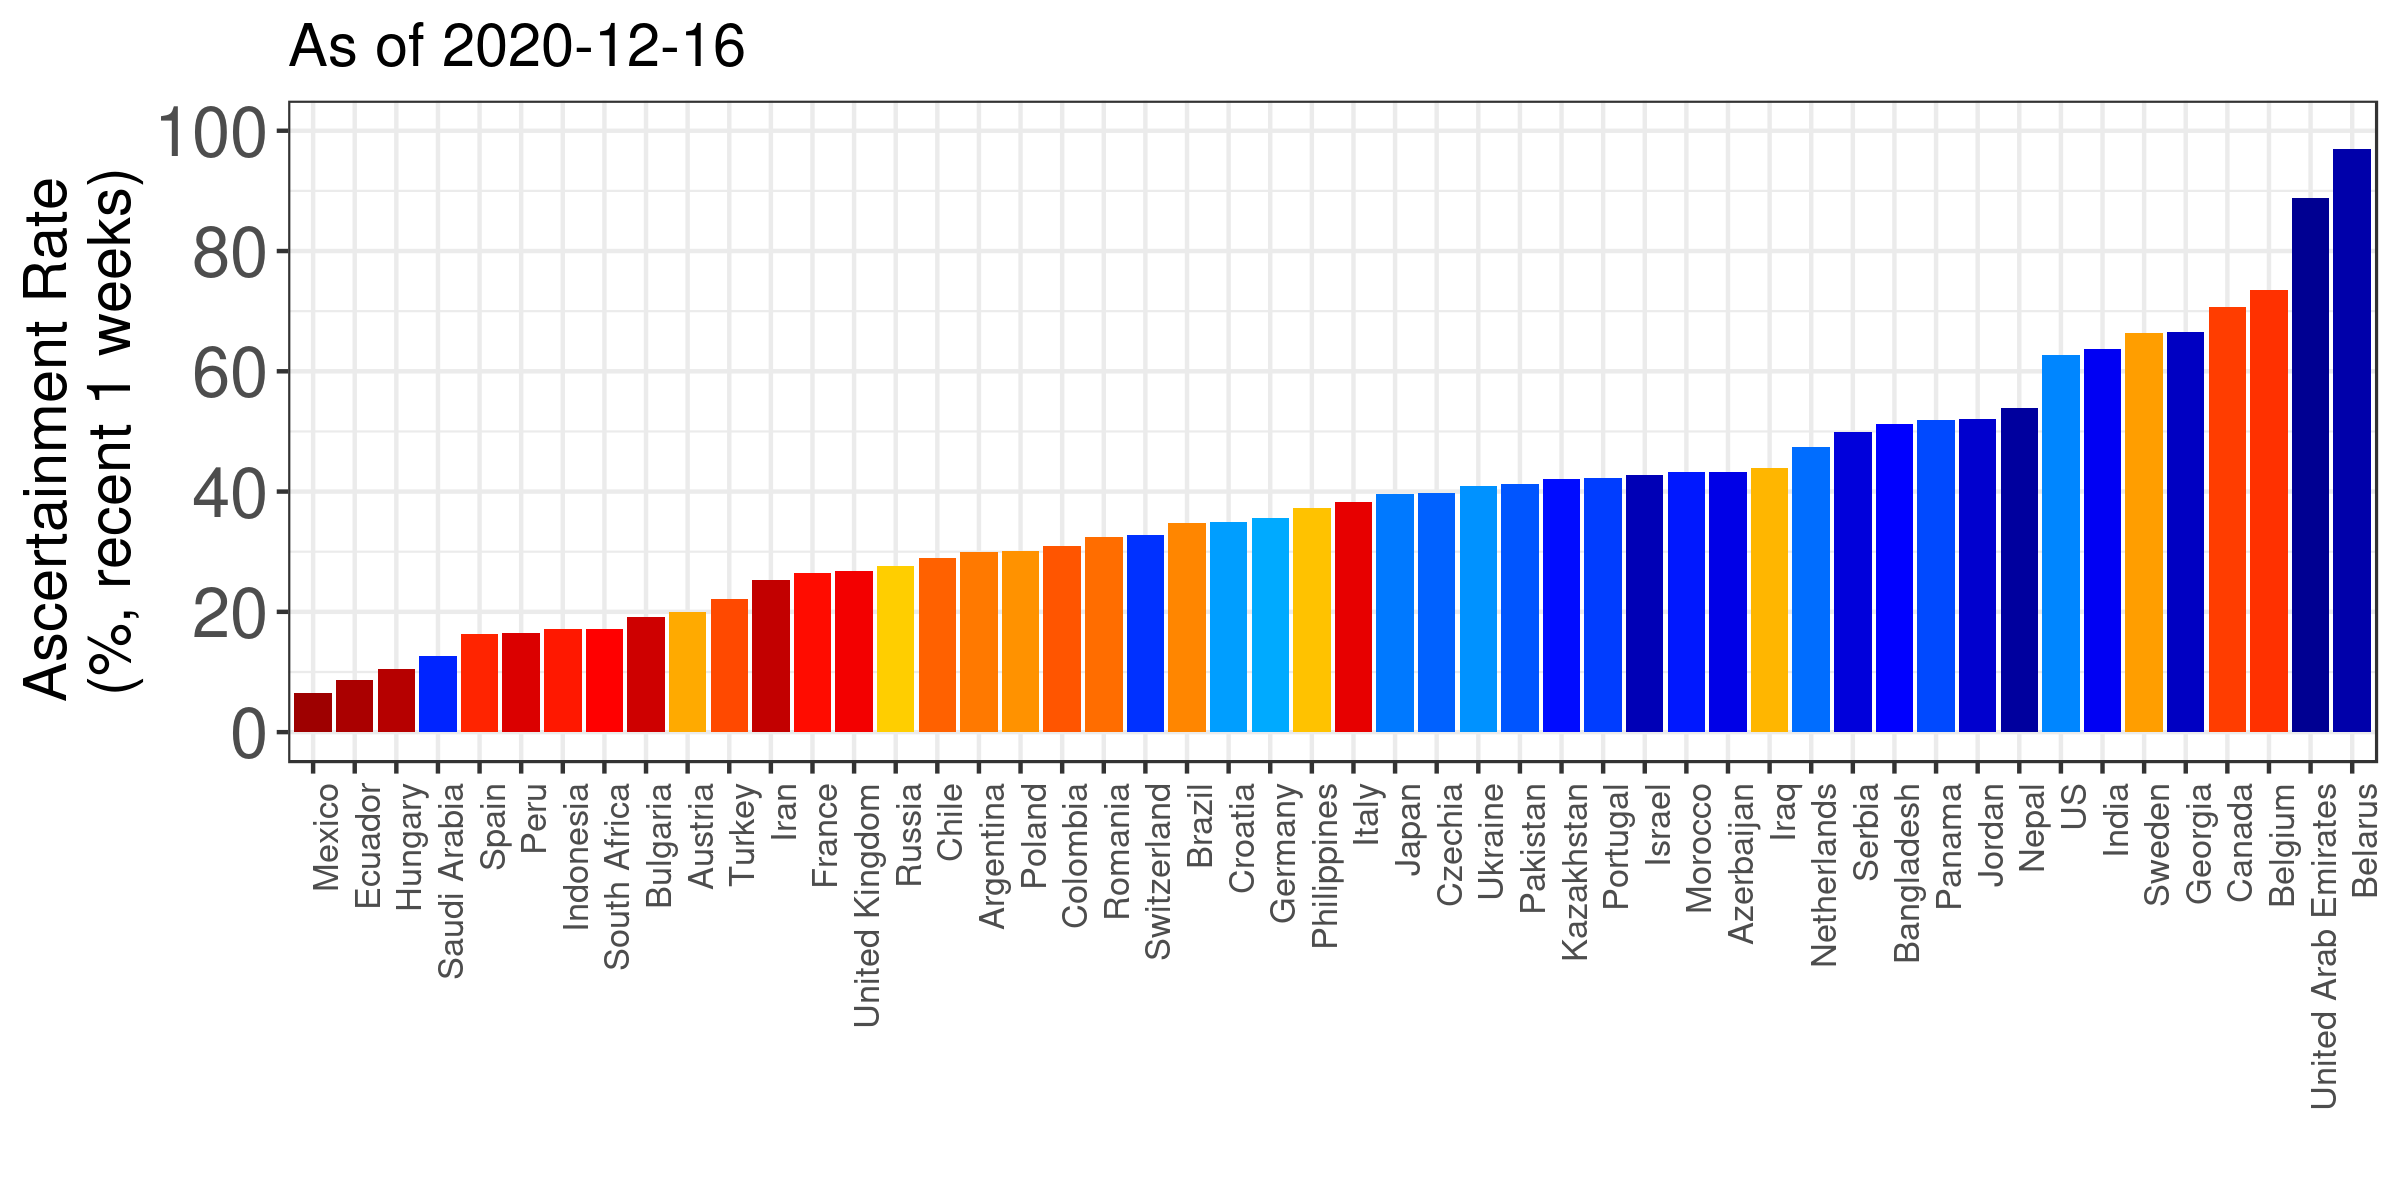 As of 2020-12-16
Ascertainment Rate
(%, recent 1 weeks)
100
80
60
40
20
0
Mexico
Ecuador
Hungary
Saudi Arabia
Spain
Peru
Indonesia
South Africa
Bulgaria
Austria
Turkey
Iran
France
United Kingdom
Russia
Chile
Argentina
Poland
Colombia
Romania
Switzerland
Brazil
Croatia
Germany
Philippines
Italy
Japan
Czechia
Ukraine
Pakistan
Kazakhstan
Portugal
Israel
Morocco
Azerbaijan
Iraq
Netherlands
Serbia
Bangladesh
Panama
Jordan
Nepal
US
India
Sweden
Georgia
Canada
Belgium
United Arab Emirates
Belarus